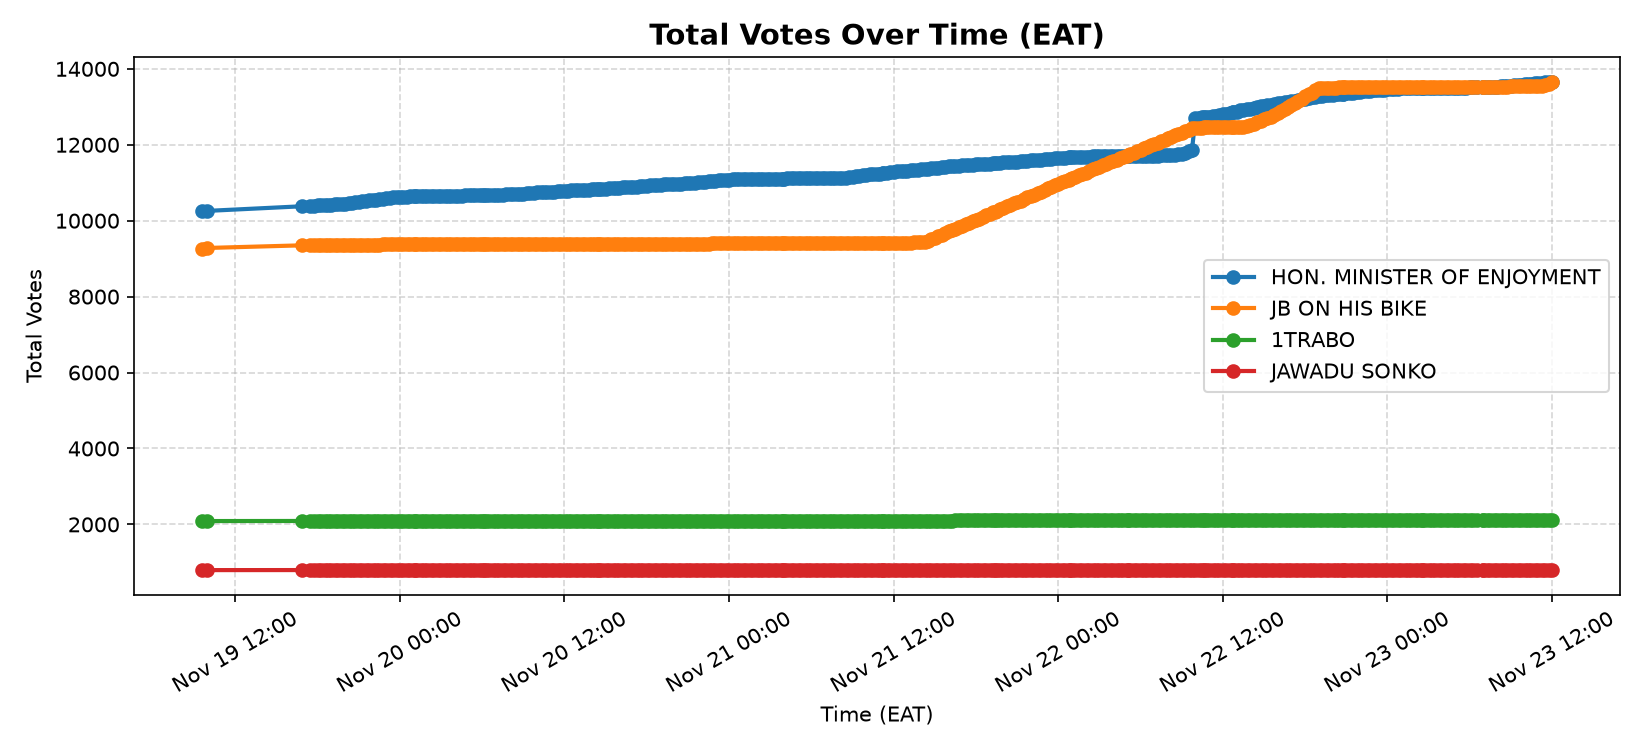 Total Votes Over Time (EAT)
14000
12000
10000
8000
6000
4000
2000
Total Votes
HON. MINISTER OF ENJOYMENT
JB ON HIS BIKE
1TRABO
JAWADU SONKO
Nov 19 12:00
Nov 20 00:00
Nov 20 12:00
Nov 21 00:00
Nov 21 12:00
Nov 22 00:00
Nov 22 12:00
Nov 23 00:00
Nov 23 12:00
Time (EAT)